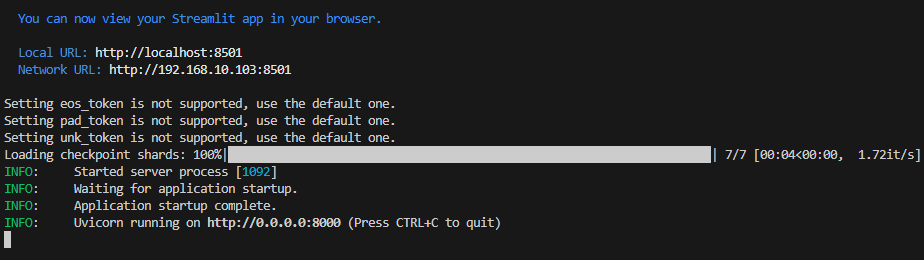 You can now view your Streamlit app in your browser.
Local URL: http://localhost:8501
Network URL: http://192.168.10.103:8501
Setting eos_token is not supported, use the default one.
Setting pad_token is not supported, use the default one.
Setting unk_token is not supported, use the default one.
Loading checkpoint shards: 100%|| 7/7 [00:04<00:00, 1.72it/s]
INFO: Started server process [1092]
INFO: Waiting for application startup.
INFO: Application startup complete.
INFO: Uvicorn running on http://0.0.0.0:8000 (Press CTRL+C to quit)